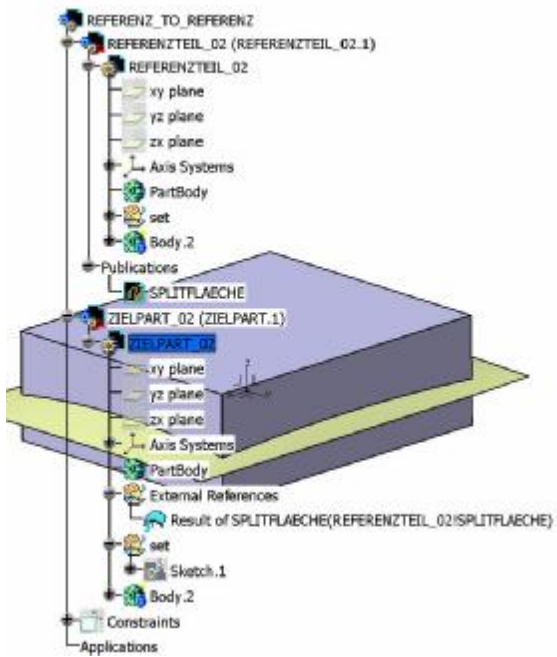 REFERENZ_TO_REFERENZ
REFERENZTEIL_02 (REFERENZTEIL_02.1)
REFERENZTEIL_02
xy plane
yz plane
zx plane
Axis Systems
PartBody
set
Body.2
Publications
SPLITFLAECHE
ZIELPART_02 (ZIELPART.1)
ZIELPART_02
xy plane
yz plane
zx plane
Axis Systems
PartBody
External References
Result of SPLITFLAECHE(REFERENZTEIL_02!SPLITFLAECHE)
set
Sketch.1
Body.2
Constraints
Applications